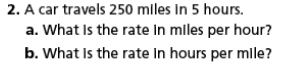 2. A car travels 250 miles in 5 hours.
a. What is the rate in miles per hour?
b. What is the rate in hours per mile?